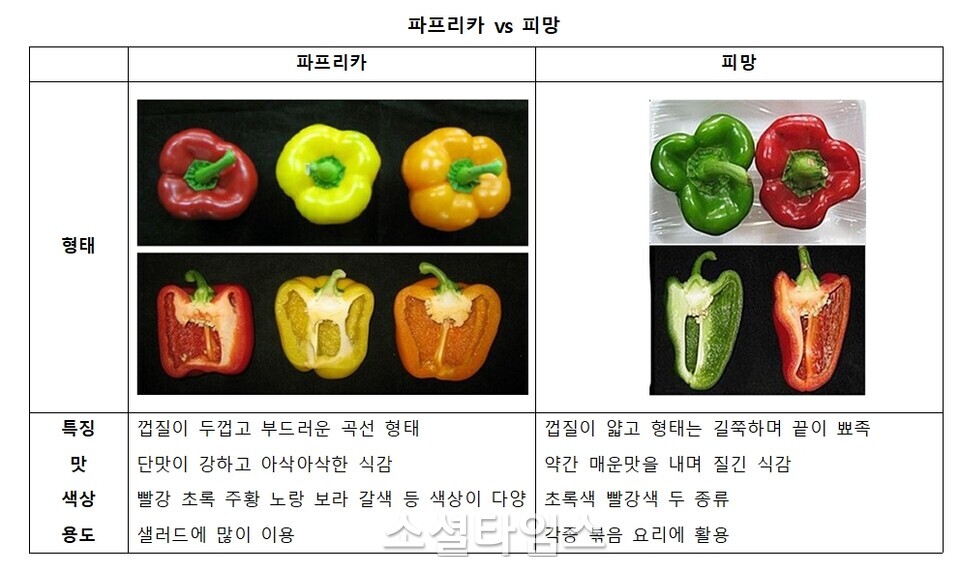 파프리카 vs 피망
파프리카 피망
형태
특징 껍질이 두껍고 부드러운 곡선 형태 껍질이 얇고 형태는 길쭉하며 끝이 뾰족
맛 단맛이 강하고 아삭아삭한 식감 약간 매운맛을 내며 질긴 식감
색상 빨강 초록 주황 노랑 보라 갈색 등 색상이 다양 초록색 빨강색 두 종류
용도 샐러드에 많이 이용 각종 볶음 요리에 활용
소셜타임스